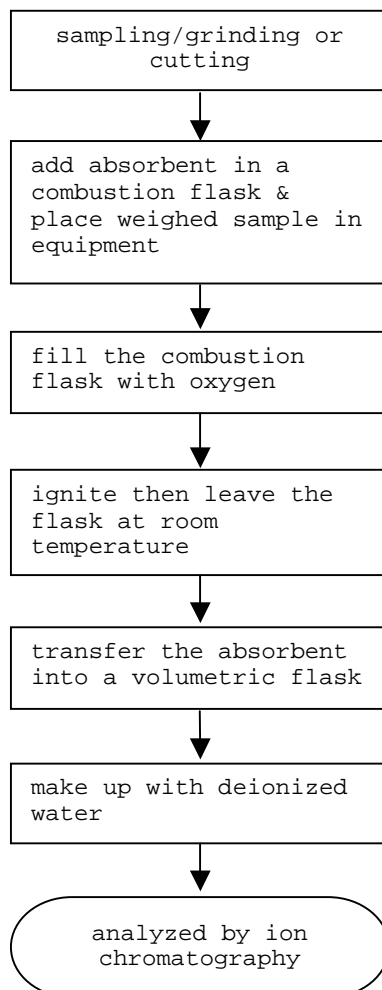 sampling/grinding or
cutting
add absorbent in a
combustion flask &
place weighed sample in
equipment
fill the combustion
flask with oxygen
ignite then leave the
flask at room
temperature
transfer the absorbent
into a volumetric flask
make up with deionized
water
analyzed by ion
chromatography